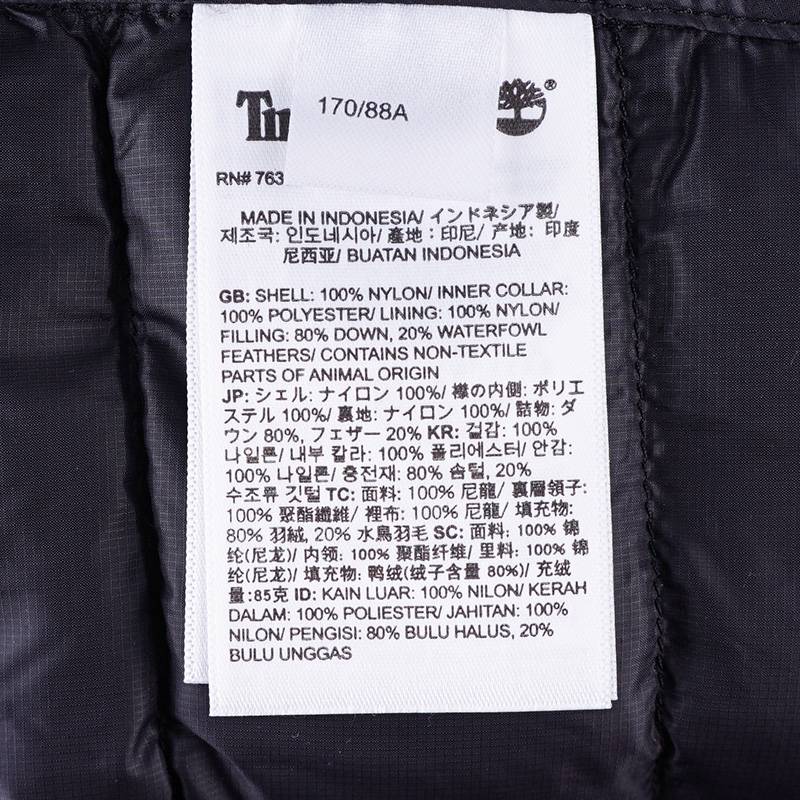 170/88A
RN# 763
MADE IN INDONESIA/ インドネシア製/
제조국: 인도네시아/ 產地：印尼/ 产地：印度
尼西亚/ BUATAN INDONESIA
GB: SHELL: 100% NYLON/ INNER COLLAR:
100% POLYESTER/ LINING: 100% NYLON/
FILLING: 80% DOWN, 20% WATERFOWL
FEATHERS/ CONTAINS NON-TEXTILE
PARTS OF ANIMAL ORIGIN
JP: シェル: ナイロン 100%/ 襟の内側: ポリエ
ステル 100%/ 裏地: ナイロン 100%/ 詰物: ダ
ウン 80%, フェザー 20% KR: 겉감: 100%
나일론/ 내부 칼라: 100% 폴리에스터/ 안감:
100% 나일론/ 충전재: 80% 솜털, 20%
수조류 깃털 TC: 面料: 100% 尼龍/ 裏層領子:
100% 聚酯纖維/ 裡布: 100% 尼龍/ 填充物:
80% 羽絨, 20% 水鳥羽毛 SC: 面料: 100% 锦
纶(尼龙)/ 内领: 100% 聚酯纤维/ 里料: 100% 锦
纶(尼龙)/ 填充物: 鸭绒(绒子含量 80%)/ 充绒
量:85克 ID: KAIN LUAR: 100% NILON/ KERAH
DALAM: 100% POLIESTER/ JAHITAN: 100%
NILON/ PENGISI: 80% BULU HALUS, 20%
BULU UNGGAS